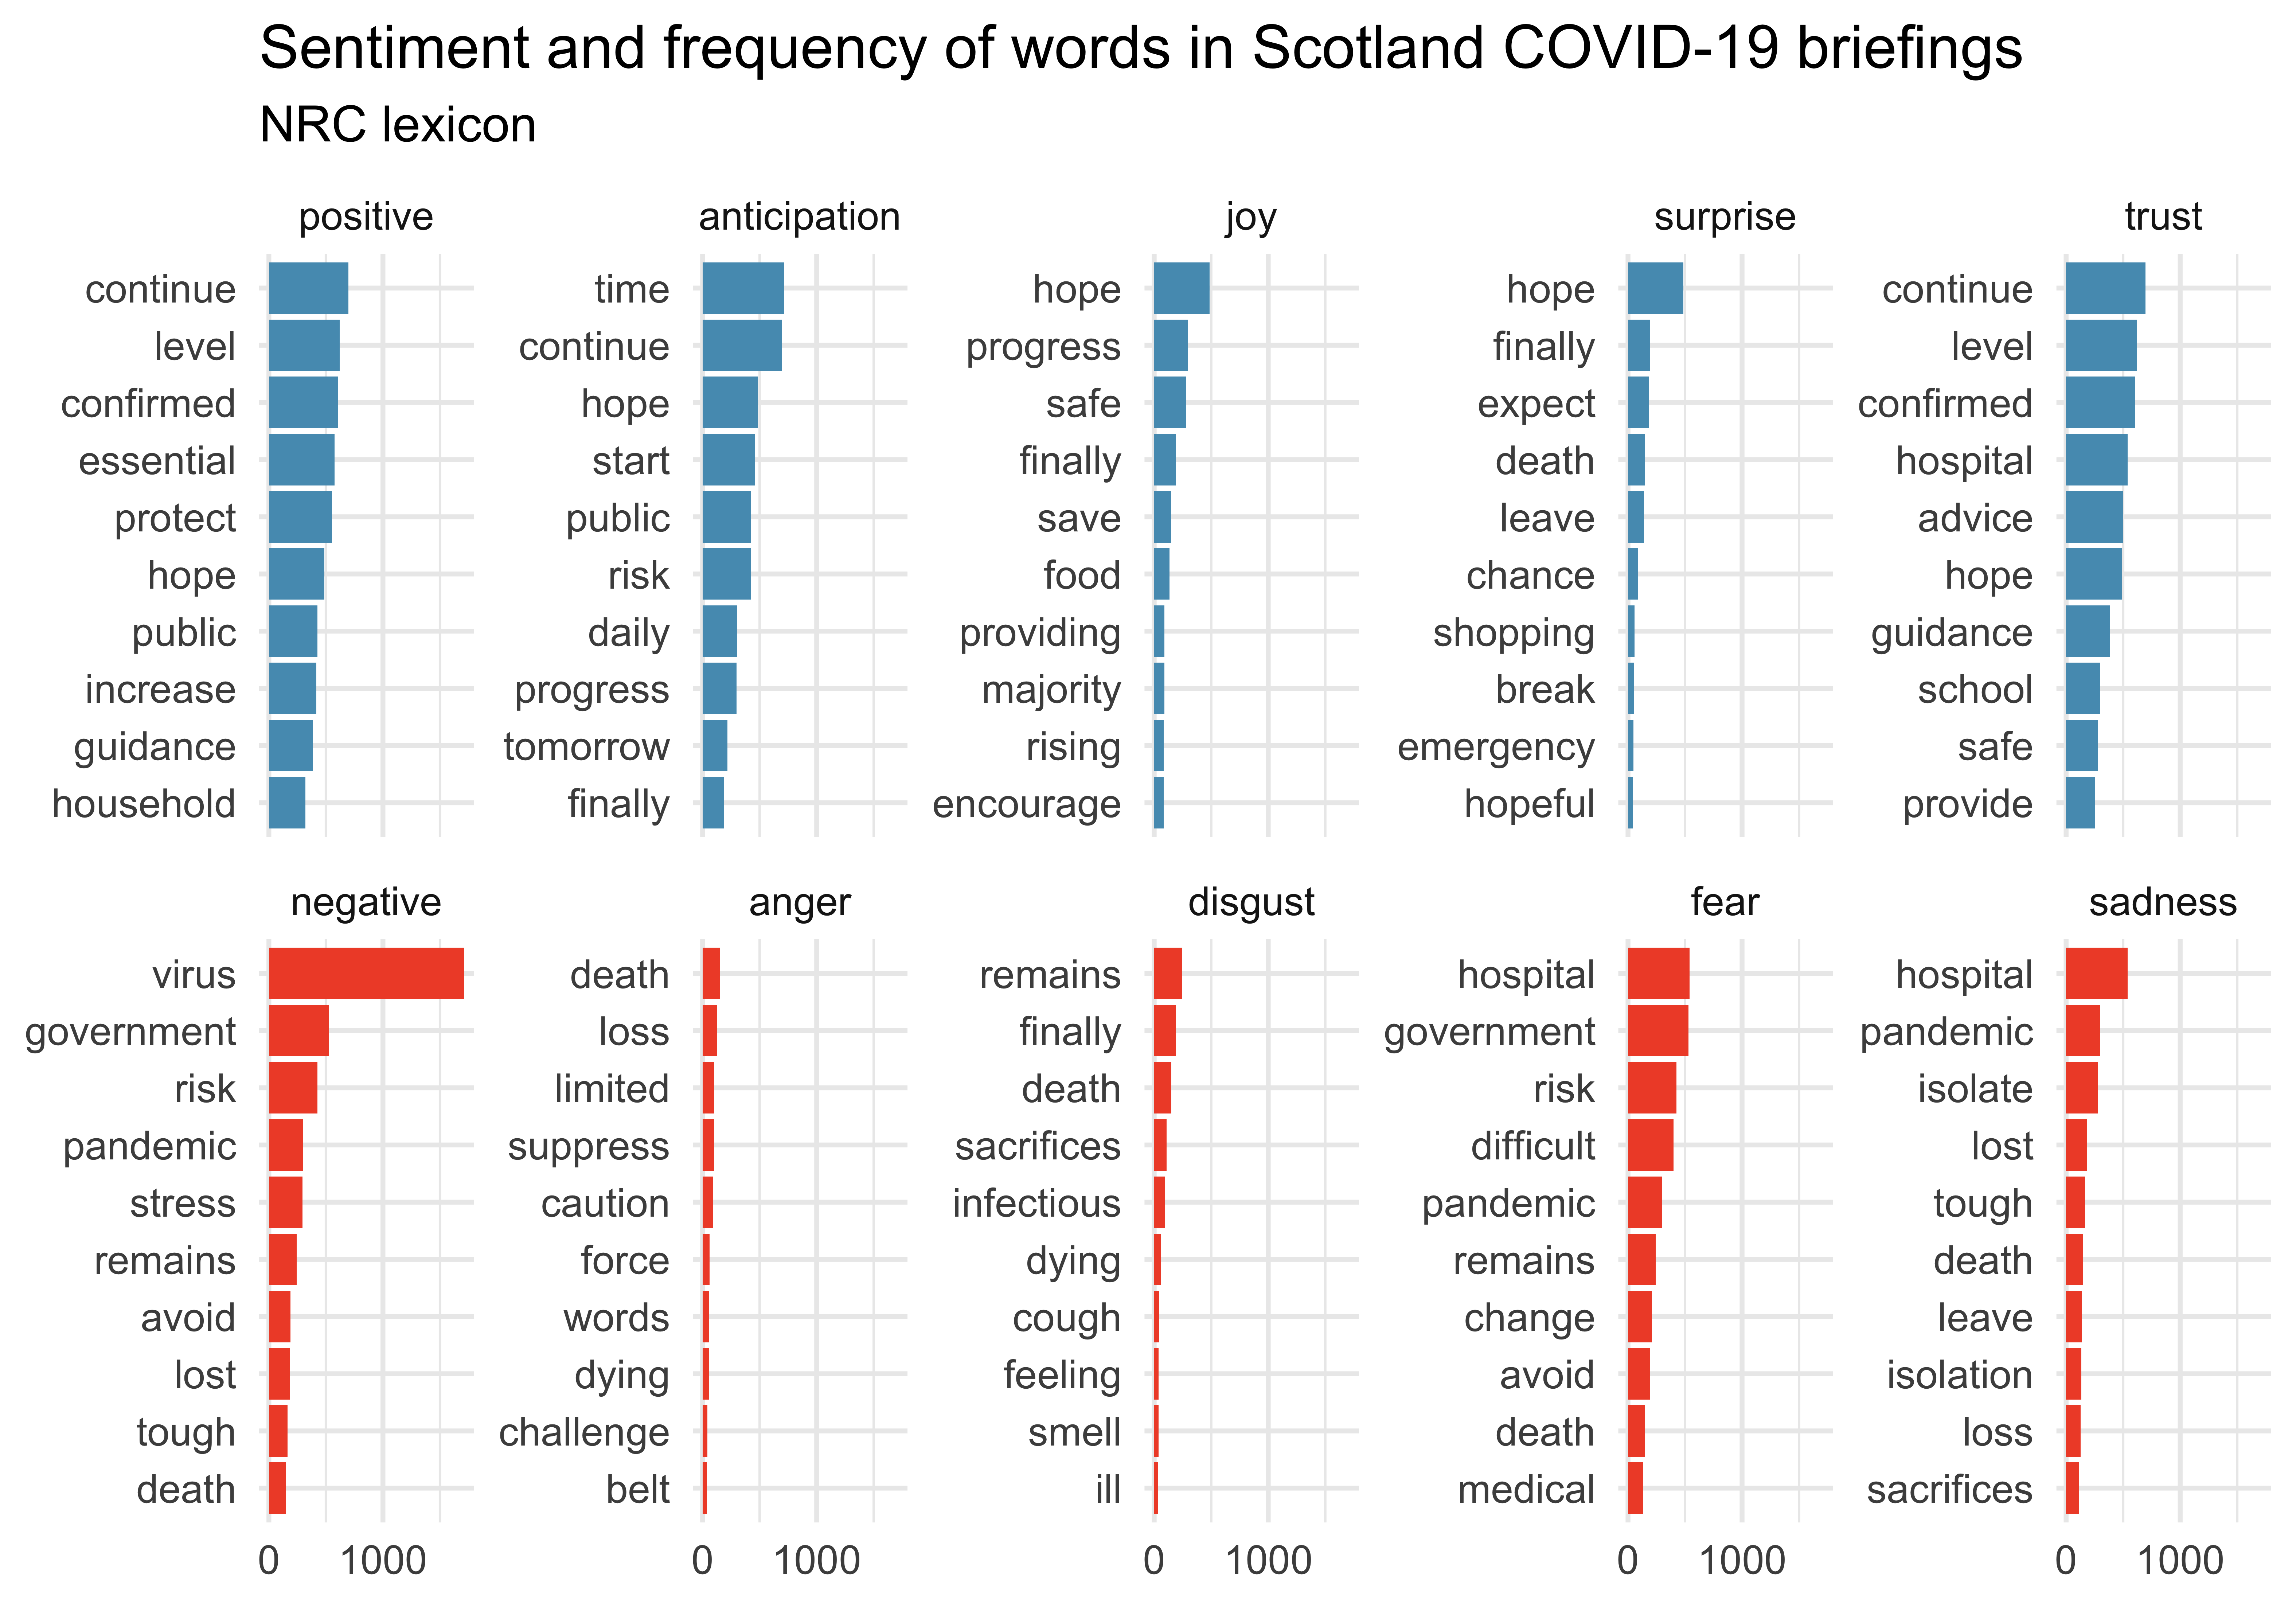 Sentiment and frequency of words in Scotland COVID-19 briefings
NRC lexicon
positive
continue
level
confirmed
essential
protect
hope
public
increase
guidance
household
anticipation
time
continue
hope
start
public
risk
daily
progress
tomorrow
finally
joy
hope
progress
safe
finally
save
food
providing
majority
rising
encourage
surprise
hope
finally
expect
death
leave
chance
shopping
break
emergency
hopeful
trust
continue
level
confirmed
hospital
advice
hope
guidance
school
safe
provide
negative
virus
government
risk
pandemic
stress
remains
avoid
lost
tough
death
0 1000
anger
death
loss
limited
suppress
caution
force
words
dying
challenge
belt
0 1000
disgust
remains
finally
death
sacrifices
infectious
dying
cough
feeling
smell
ill
0 1000
fear
hospital
government
risk
difficult
pandemic
remains
change
avoid
death
medical
0 1000
sadness
hospital
pandemic
isolate
lost
tough
death
leave
isolation
loss
sacrifices
0 1000